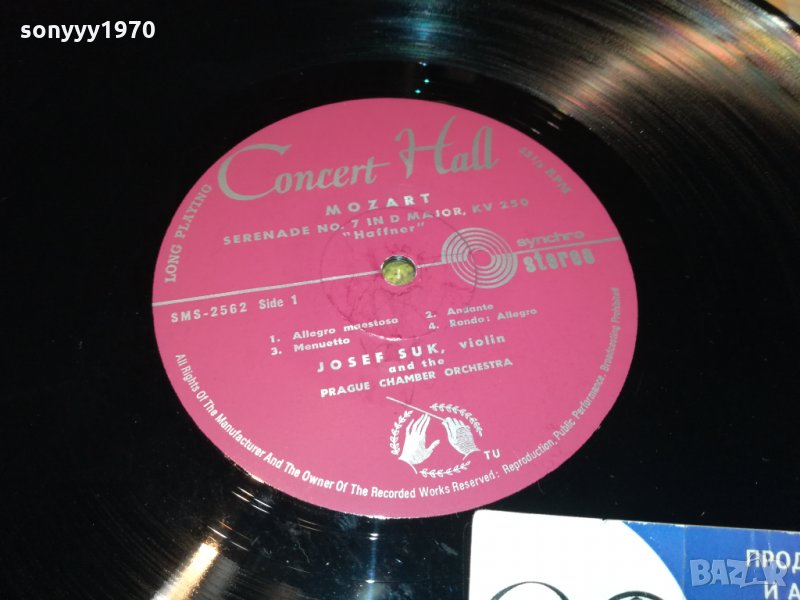 sonyyy1970
LONG PLAYING
Concert Hall
33 1/3 RPM
MOZART
SERENADE NO. 7 IN D MAJOR, KV 250
"Haffner"
synchro
stereo
SMS-2562 Side 1
1. Allegro maestoso 2. Andante
3. Menuetto 4. Rondo: Allegro
JOSEF SUK, violin
and the
PRAGUE CHAMBER ORCHESTRA
TU
All Rights Of The Manufacturer And The Owner Of The Recorded Works Reserved: Reproduction, Public Performance, Broadcasting Prohibited
ПРОД
И А
BAZAR